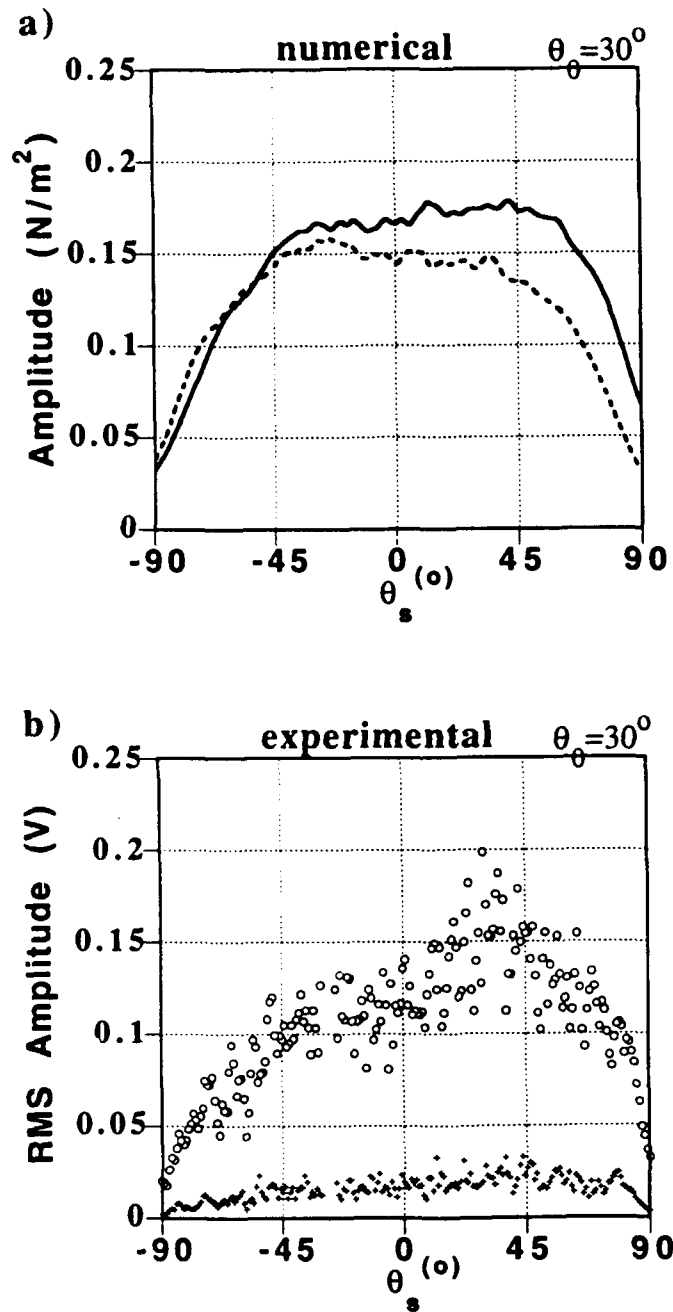 a)
numerical θ₀=30°
0.25
0.2
0.15
0.1
0.05
0
Amplitude (N/m²)
-90 -45 0 45 90
θₛ (o)
b)
experimental θ₀=30°
0.25
0.2
0.15
0.1
0.05
0
RMS Amplitude (V)
-90 -45 0 45 90
θₛ (o)